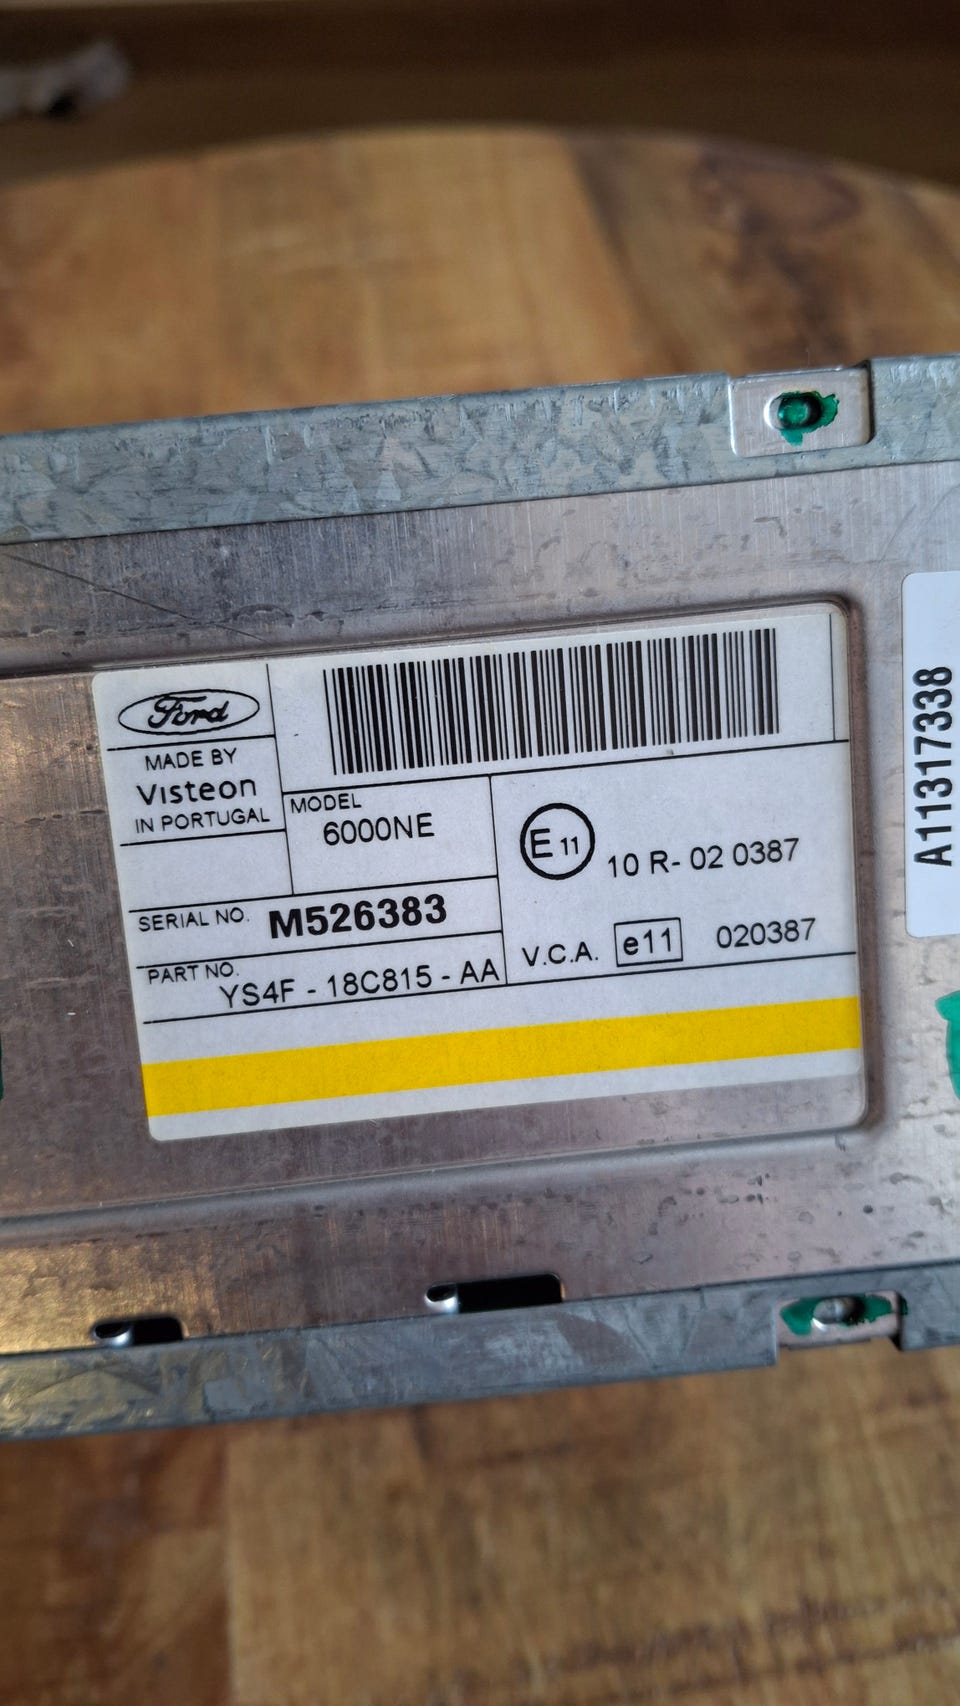 Ford
MADE BY
Visteon
IN PORTUGAL
MODEL
6000NE
SERIAL NO. M526383
PART NO.
YS4F - 18C815 - AA
E 11 10 R- 02 0387
V.C.A. e11 020387
A11317338